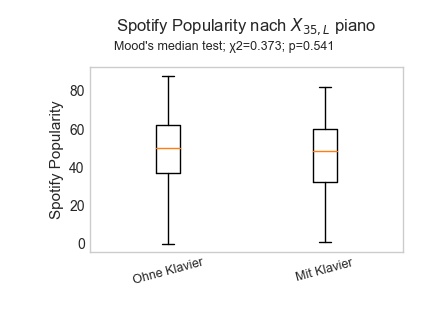 Spotify Popularity nach X35,L piano
Mood's median test; χ2=0.373; p=0.541
Spotify Popularity
80
60
40
20
0
Ohne Klavier
Mit Klavier